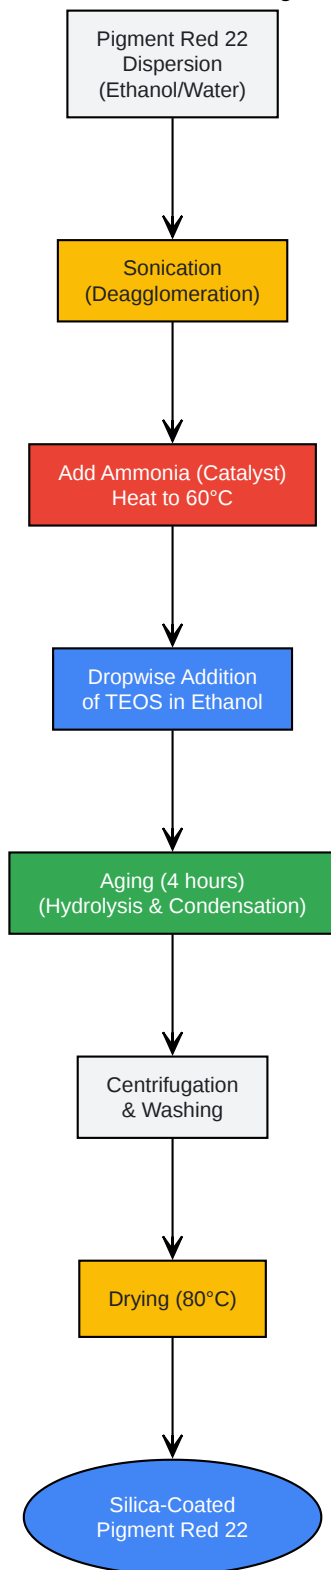 Pigment Red 22
Dispersion
(Ethanol/Water)
Sonication
(Deagglomeration)
Add Ammonia (Catalyst)
Heat to 60°C
Dropwise Addition
of TEOS in Ethanol
Aging (4 hours)
(Hydrolysis & Condensation)
Centrifugation
& Washing
Drying (80°C)
Silica-Coated
Pigment Red 22